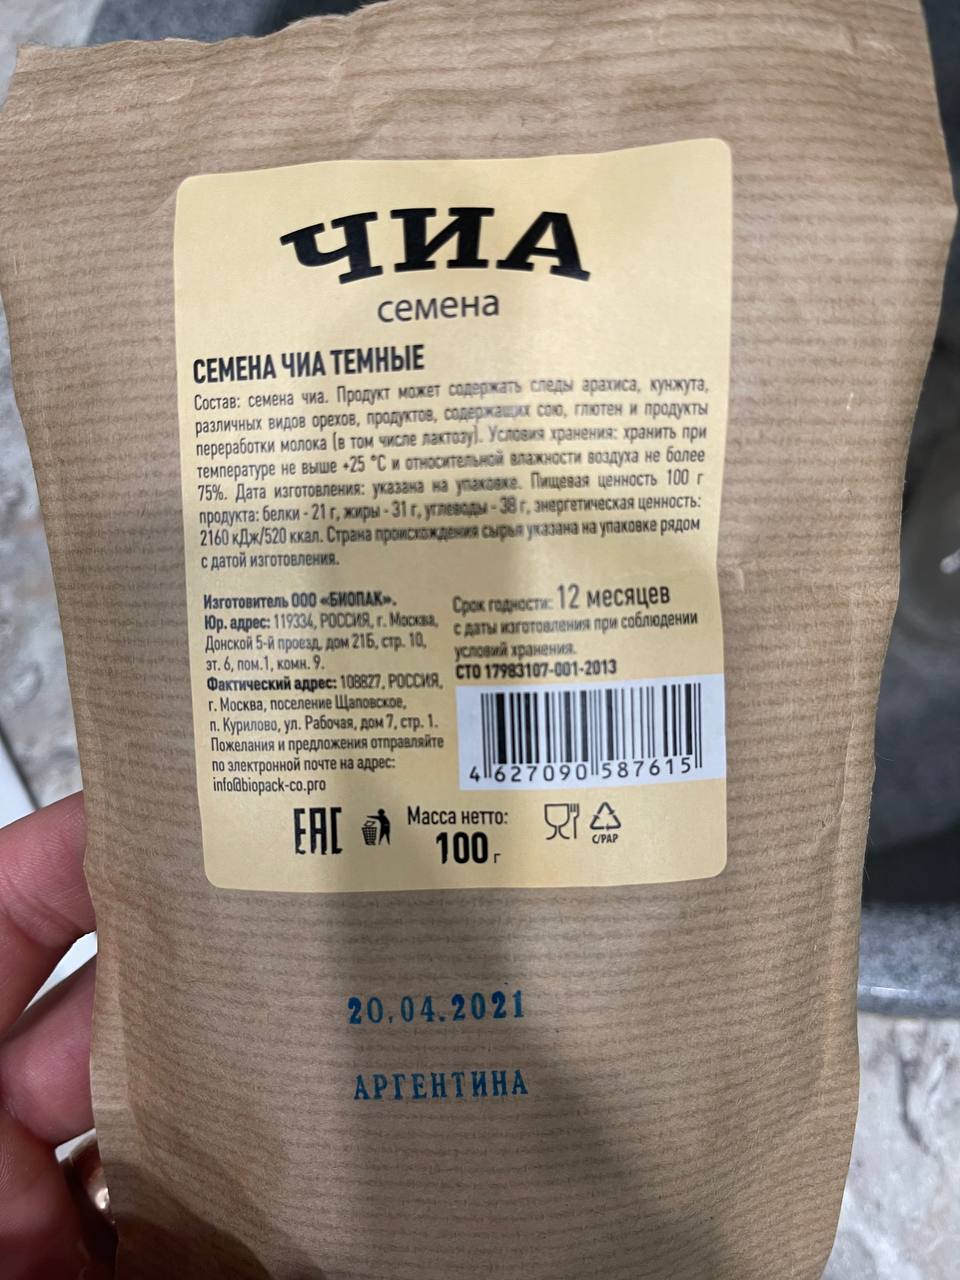 ЧИА
семена
СЕМЕНА ЧИА ТЕМНЫЕ
Состав: семена чиа. Продукт может содержать следы арахиса, кунжута,
различных видов орехов, продуктов, содержащих сою, глютен и продукты
переработки молока (в том числе лактозу). Условия хранения: хранить при
температуре не выше +25 °С и относительной влажности воздуха не более
75%. Дата изготовления: указана на упаковке. Пищевая ценность 100 г
продукта: белки - 21 г, жиры - 31 г, углеводы - 38 г, энергетическая ценность:
2160 кДж/520 ккал. Страна происхождения сырья указана на упаковке рядом
с датой изготовления.
Изготовитель ООО «БИОПАК».
Юр. адрес: 119334, РОССИЯ, г. Москва,
Донской 5-й проезд, дом 21Б, стр. 10,
эт. 6, пом.1, комн. 9.
Фактический адрес: 108827, РОССИЯ,
г. Москва, поселение Щаповское,
п. Курилово, ул. Рабочая, дом 7, стр. 1.
Пожелания и предложения отправляйте
по электронной почте на адрес:
info@biopack-co.pro
Срок годности: 12 месяцев
с даты изготовления при соблюдении
условий хранения.
СТО 17983107-001-2013
4 627090 587615
ЕАС
Масса нетто:
100 г
C/PAP
20.04.2021
АРГЕНТИНА